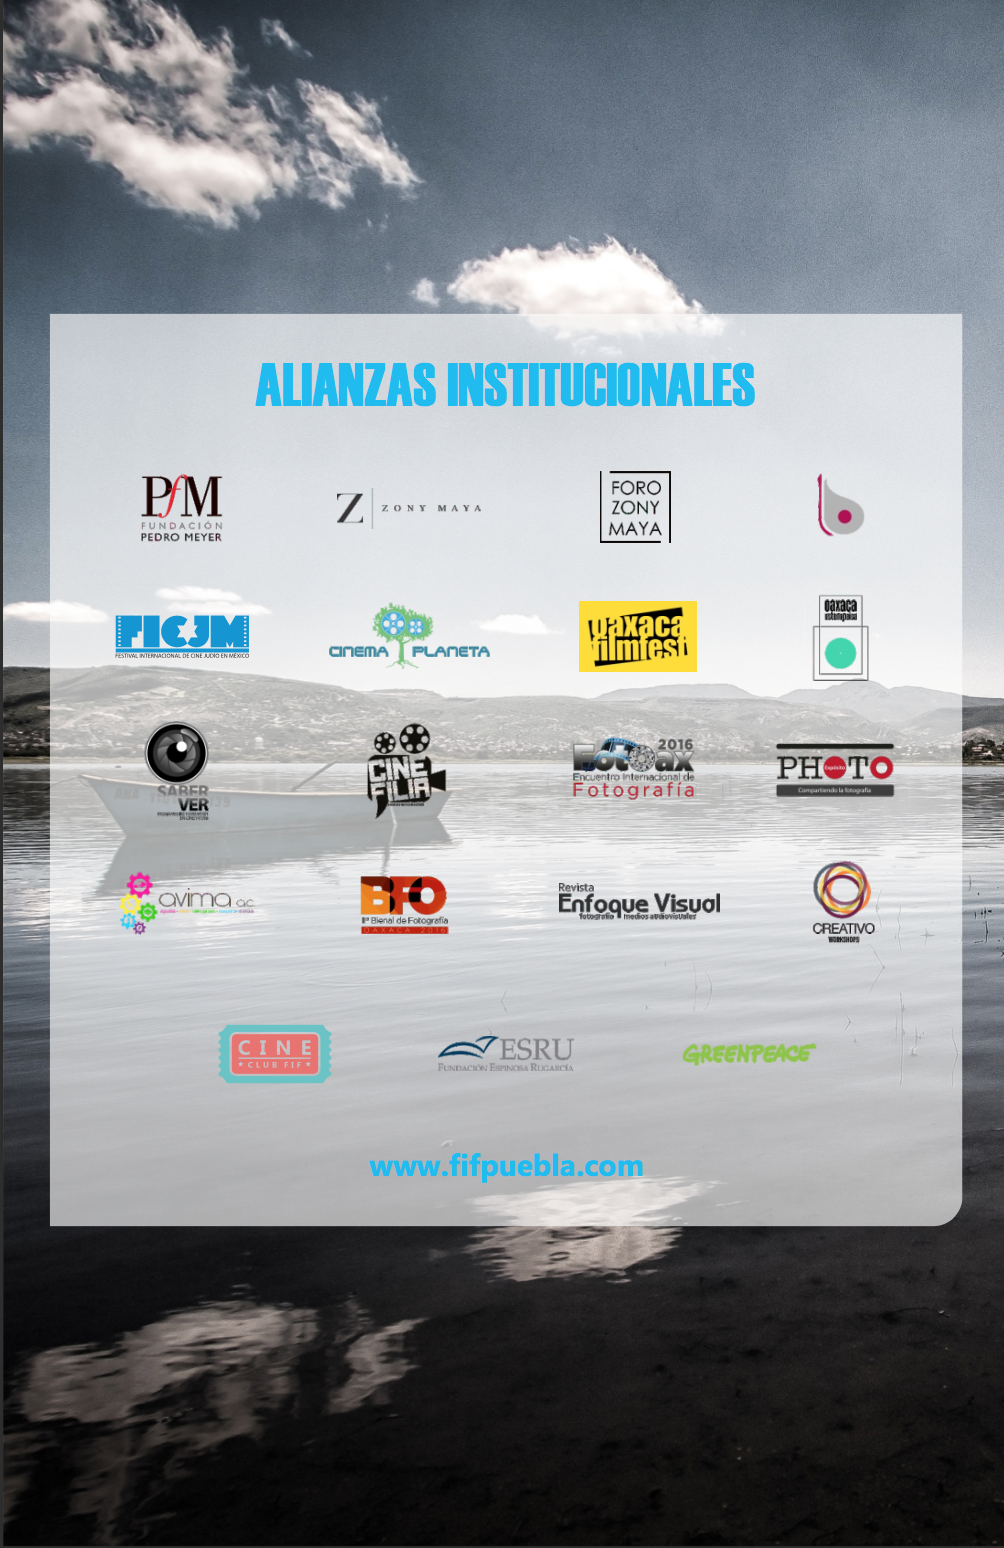 ALIANZAS INSTITUCIONALES
PfM
FUNDACIÓN
PEDRO MEYER
Z ZONY MAYA
FORO
ZONY
MAYA
FICJM
FESTIVAL INTERNACIONAL DE CINE JUDÍO EN MÉXICO
CINEMA PLANETA
oaxaca
filmfest
oaxaca
SABER
VER
CINE
FILIA
2016
FotOax
Encuentro Internacional de
Fotografía
Expósito
PHOTO
Compartiendo la fotografía
avima a.c.
BFO
IIª Bienal de Fotografía
OAXACA 2016
Revista
Enfoque Visual
fotografía y medios audiovisuales
CREATIVO
WORKSHOPS
CINE
CLUB FIF
ESRU
FUNDACIÓN ESPINOSA RUGARCÍA
GREENPEACE
www.fifpuebla.com